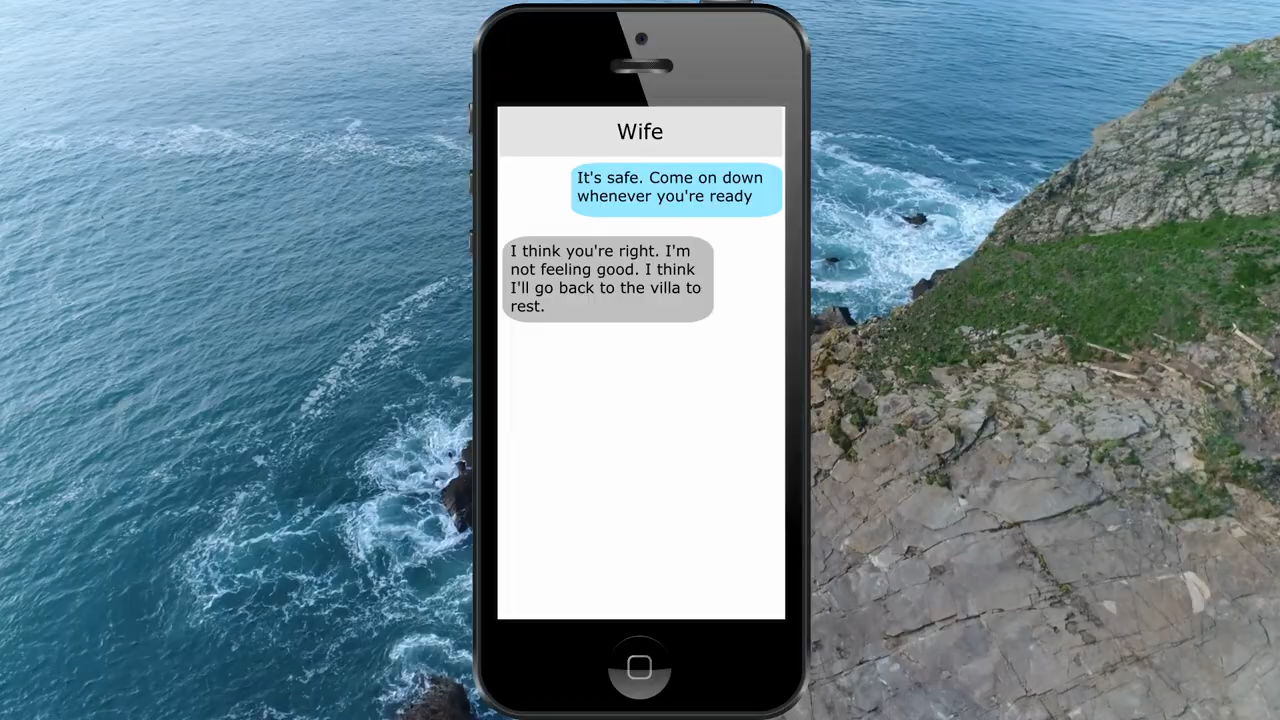 Wife
It's safe. Come on down
whenever you're ready
I think you're right. I'm
not feeling good. I think
I'll go back to the villa to
rest.